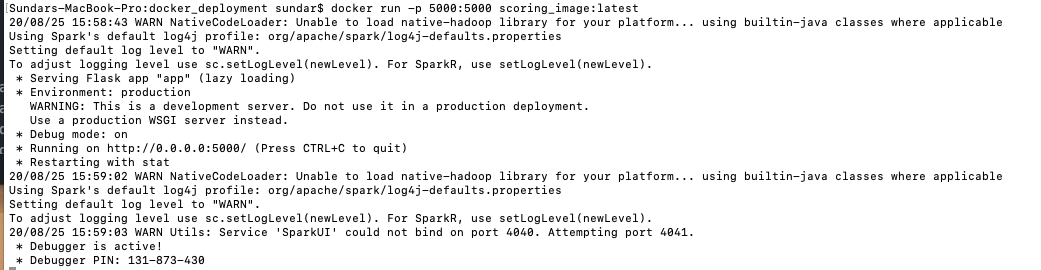 Sundars-MacBook-Pro:docker_deployment sundar$ docker run -p 5000:5000 scoring_image:latest
20/08/25 15:58:43 WARN NativeCodeLoader: Unable to load native-hadoop library for your platform... using builtin-java classes where applicable
Using Spark's default log4j profile: org/apache/spark/log4j-defaults.properties
Setting default log level to "WARN".
To adjust logging level use sc.setLogLevel(newLevel). For SparkR, use setLogLevel(newLevel).
 * Serving Flask app "app" (lazy loading)
 * Environment: production
   WARNING: This is a development server. Do not use it in a production deployment.
   Use a production WSGI server instead.
 * Debug mode: on
 * Running on http://0.0.0.0:5000/ (Press CTRL+C to quit)
 * Restarting with stat
20/08/25 15:59:02 WARN NativeCodeLoader: Unable to load native-hadoop library for your platform... using builtin-java classes where applicable
Using Spark's default log4j profile: org/apache/spark/log4j-defaults.properties
Setting default log level to "WARN".
To adjust logging level use sc.setLogLevel(newLevel). For SparkR, use setLogLevel(newLevel).
20/08/25 15:59:03 WARN Utils: Service 'SparkUI' could not bind on port 4040. Attempting port 4041.
 * Debugger is active!
 * Debugger PIN: 131-873-430